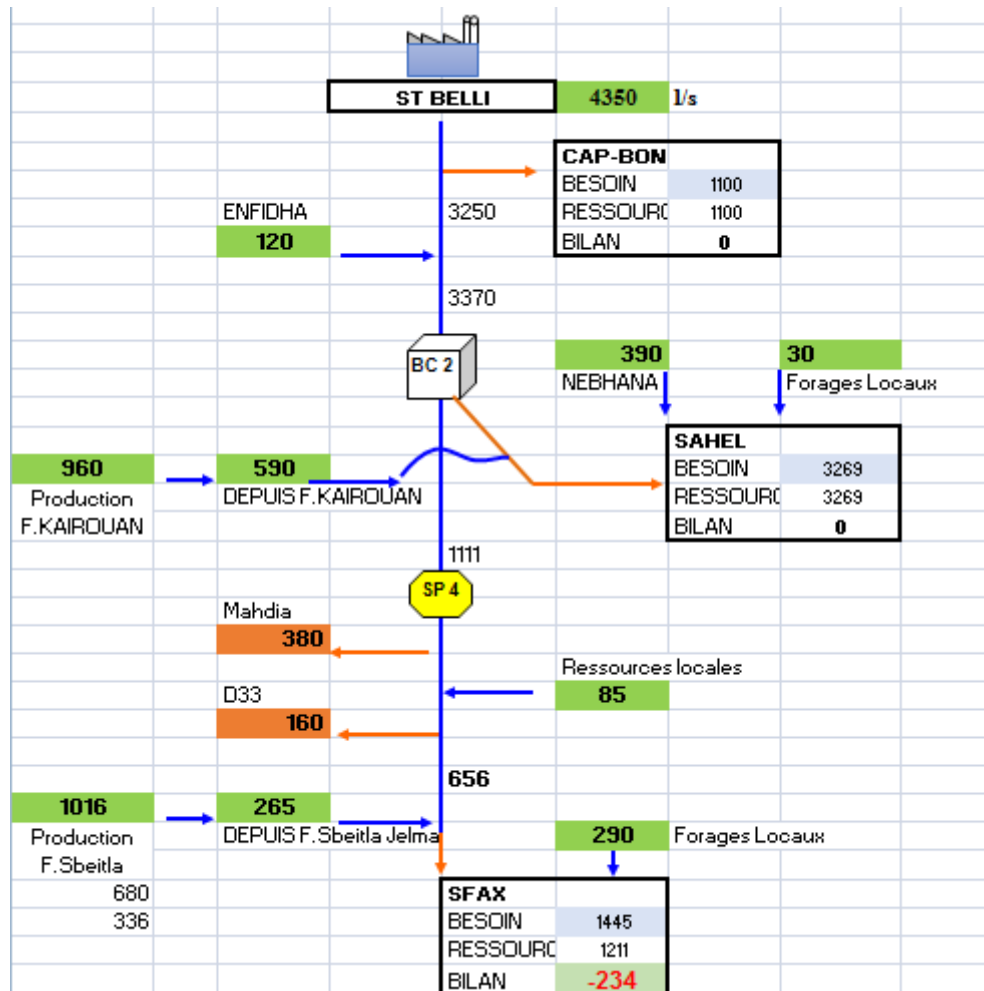 ST BELLI 4350 l/s
CAP-BON
BESOIN 1100
ENFIDHA 3250 RESSOURC 1100
120 BILAN 0
3370
BC 2 390 30
NEBHANA Forages Locaux
SAHEL
960 590 BESOIN 3269
Production DEPUIS F.KAIROUAN RESSOURC 3269
F.KAIROUAN BILAN 0
1111
SP 4
Mahdia
380
Ressources locales
D33 85
160
656
1016 265
Production DEPUIS F.Sbeitla Jelma 290 Forages Locaux
F.Sbeitla
680 SFAX
336 BESOIN 1445
RESSOURC 1211
BILAN -234